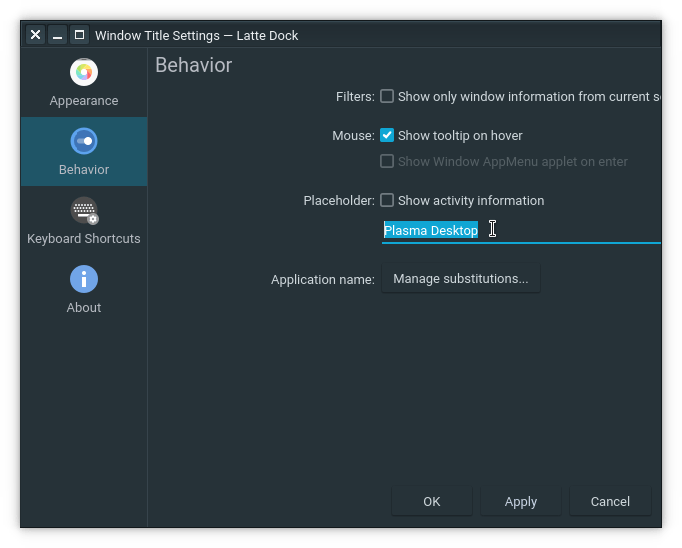 Window Title Settings — Latte Dock
Appearance
Behavior
Keyboard Shortcuts
About
Behavior
Filters: Show only window information from current s
Mouse: Show tooltip on hover
Show Window AppMenu applet on enter
Placeholder: Show activity information
Plasma Desktop
Application name: Manage substitutions...
OK Apply Cancel